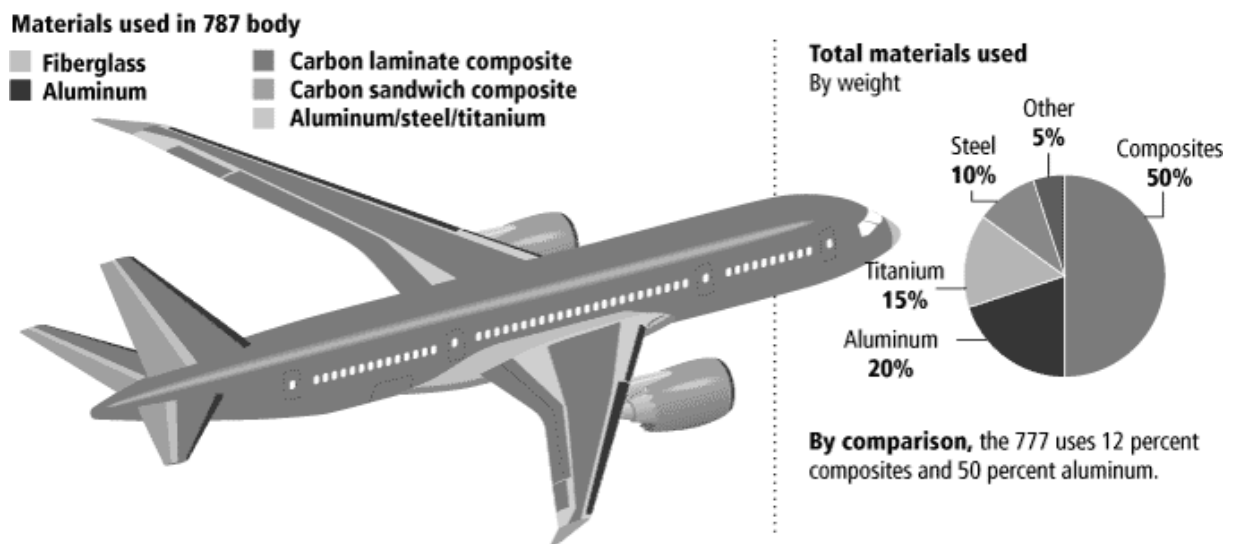 Materials used in 787 body
Fiberglass
Aluminum
Carbon laminate composite
Carbon sandwich composite
Aluminum/steel/titanium
Total materials used
By weight
Other
5%
Steel
10%
Composites
50%
Titanium
15%
Aluminum
20%
By comparison, the 777 uses 12 percent
composites and 50 percent aluminum.